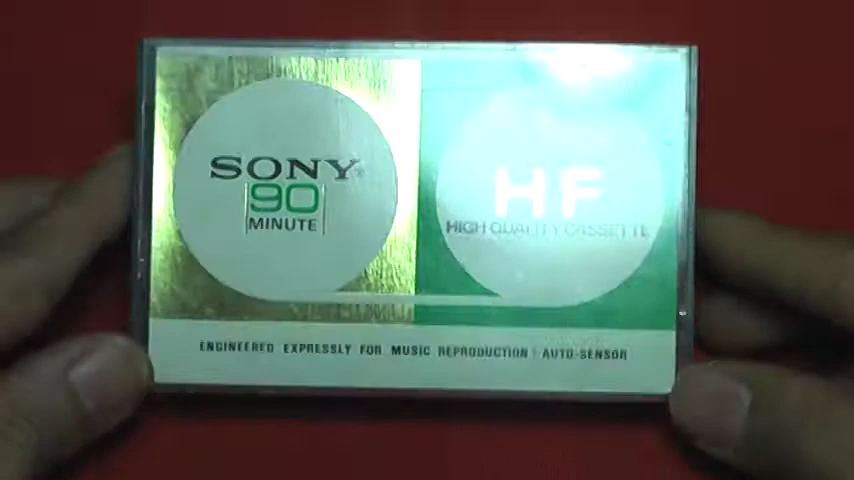 SONY
90
MINUTE
HF
HIGH QUALITY CASSETTE
ENGINEERED EXPRESSLY FOR MUSIC REPRODUCTION / AUTO-SENSOR